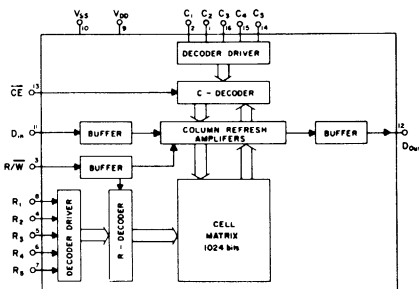 VSS VDD C1 C2 C3 C4 C3
10 9 2 1 16 15 14
DECODER DRIVER
CE 13
C - DECODER
Din 11 BUFFER
COLUMN REFRESH AMPLIFERS
BUFFER 12 DOut
R/W 3 BUFFER
R1 8
R2 4
R3 5
R4 6
R5 7
DECODER DRIVER
R - DECODER
CELL
MATRIX
1024 bits